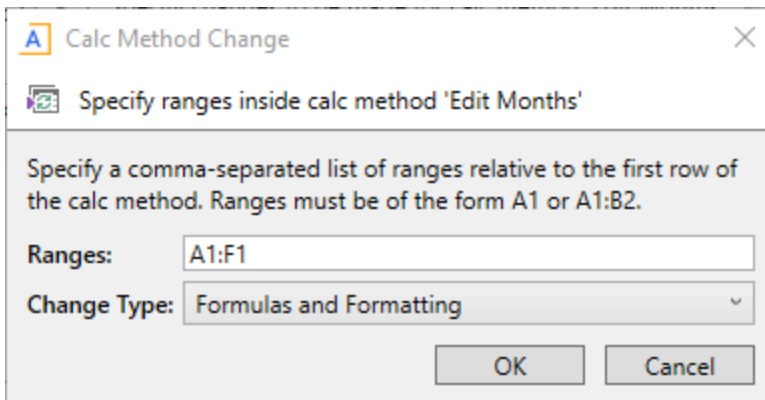 A Calc Method Change
Specify ranges inside calc method 'Edit Months'
Specify a comma-separated list of ranges relative to the first row of
the calc method. Ranges must be of the form A1 or A1:B2.
Ranges: A1:F1
Change Type: Formulas and Formatting
OK Cancel